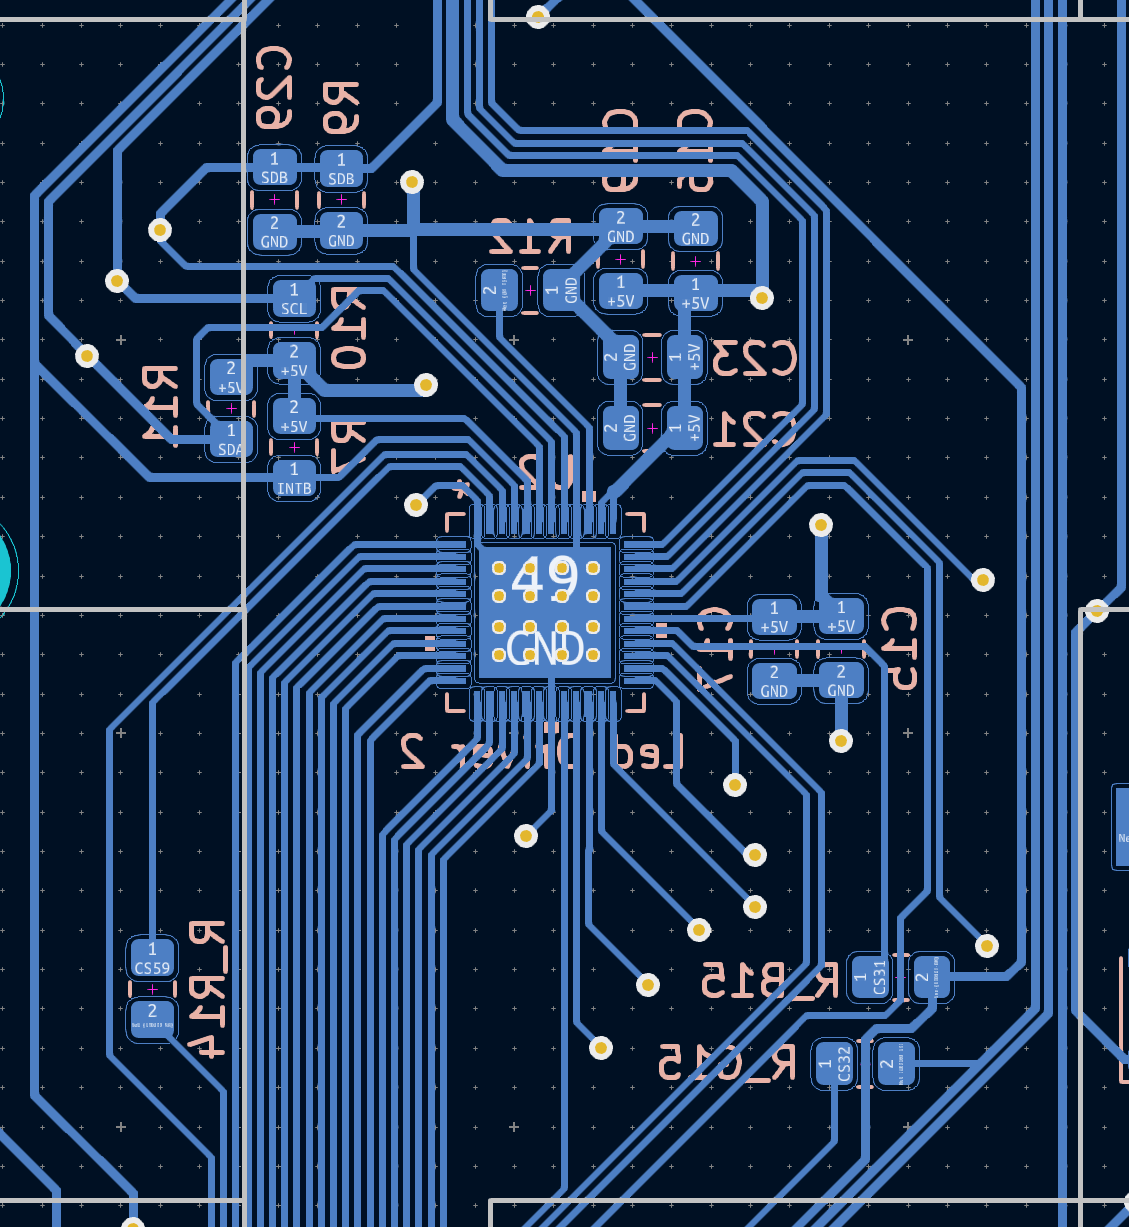 C29
R9
1
SDB
1
SDB
2
GND
2
GND
R12
2
GND
2
GND
2
1
GND
1
+5V
1
+5V
1
SCL
R10
2
+5V
2
GND
1
+5V
C23
R11
2
+5V
2
+5V
1
SDA
2
GND
1
+5V
C21
1
INTB
U2
49
GND
1
+5V
1
+5V
C15
2
GND
2
GND
Led Driver 2
1
CS59
2
R_R14
R_B15
1
CS31
2
R_G15
1
CS32
2